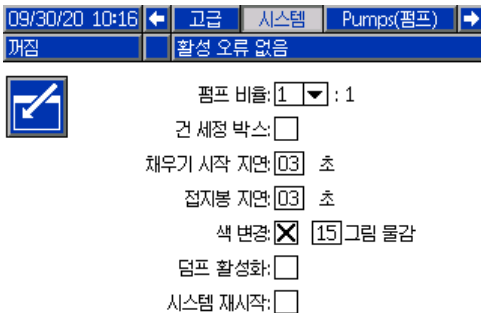 09/30/20 10:16 고급 시스템 Pumps(펌프)
꺼짐 활성 오류 없음
펌프 비율: 1 : 1
건 세정 박스:
채우기 시작 지연: 03 초
접지봉 지연: 03 초
색 변경: 15 그림 물감
덤프 활성화:
시스템 재시작: